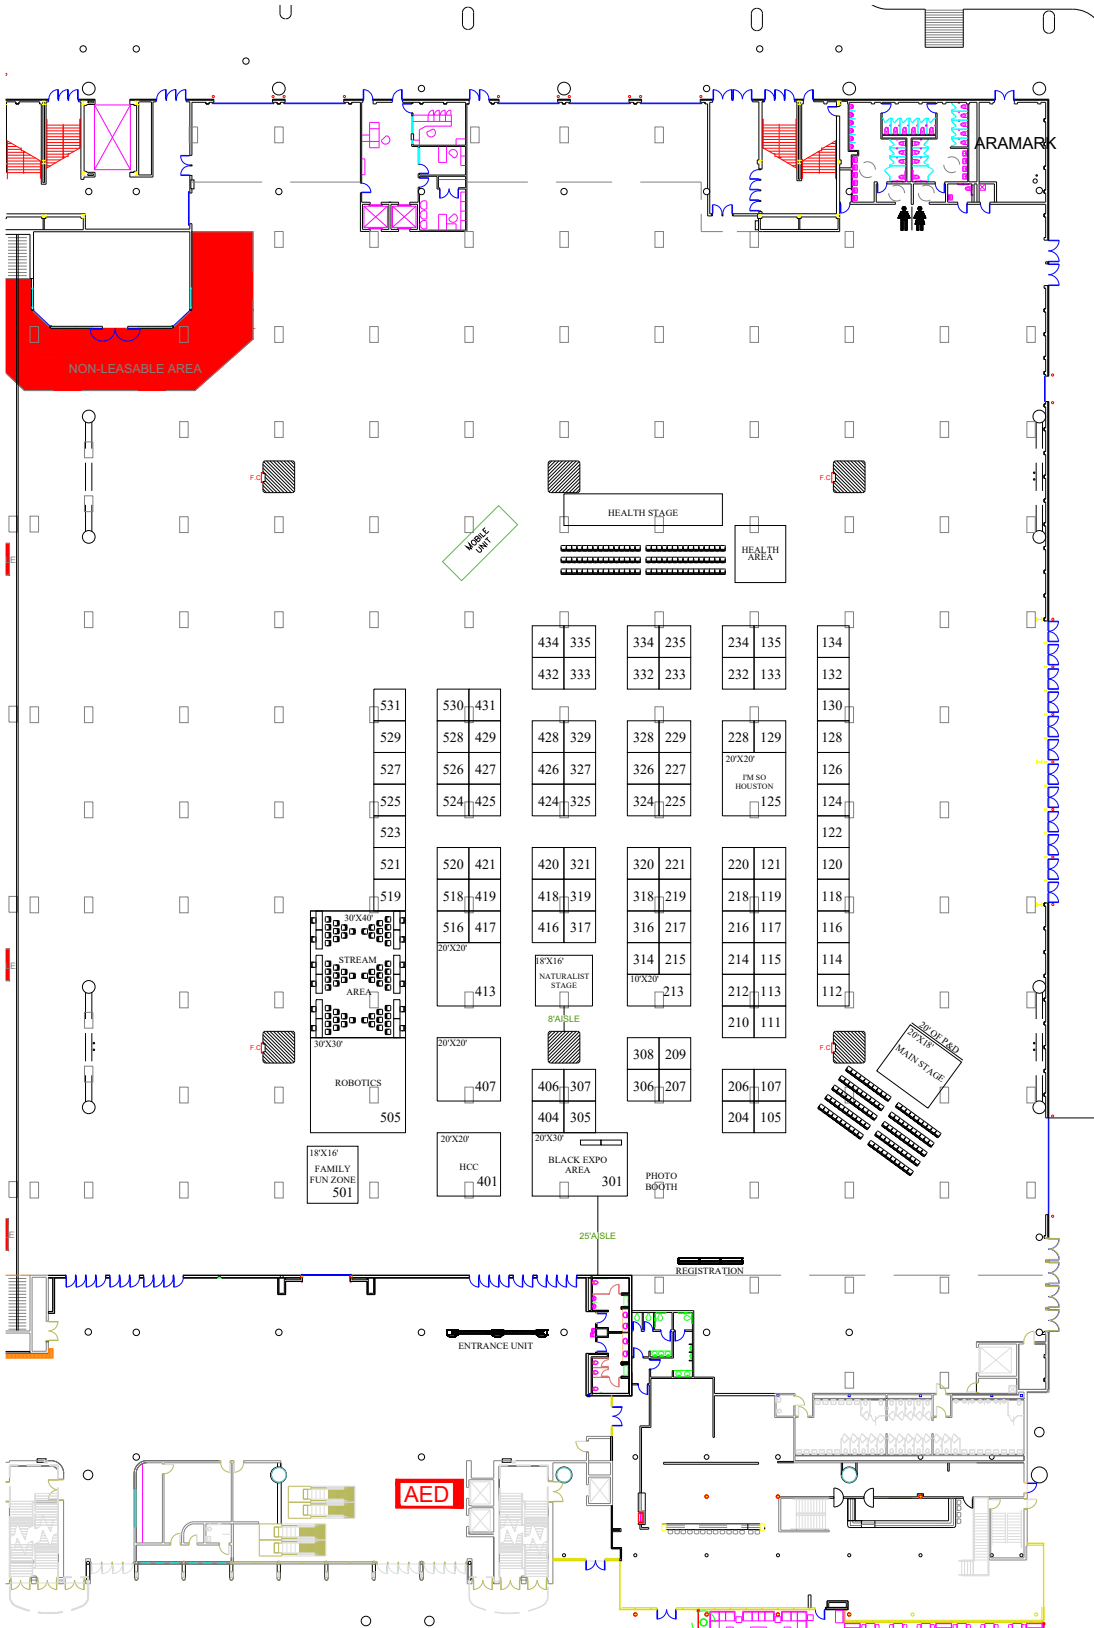 ARAMARK
NON-LEASABLE AREA
F.C
F.C
HEALTH STAGE
MOBILE
UNIT
HEALTH
AREA
434 335 334 235 234 135 134
432 333 332 233 232 133 132
531 530 431 130
529 528 429 428 329 328 229 228 129 128
527 526 427 426 327 326 227 20'X20' 126
I'M SO
HOUSTON
525 524 425 424 325 324 225 125 124
523 122
521 520 421 420 321 320 221 220 121 120
519 518 419 418 319 318 219 218 119 118
30'X40'
516 417 416 317 316 217 216 117 116
20'X20'
STREAM
AREA
18'X16'
NATURALIST
STAGE
314 215 214 115 114
10'X20'
413 213 212 113 112
8'AISLE
210 111
20' OF P&D
20'X18'
MAIN STAGE
F.C
F.C
30'X30'
20'X20'
308 209
ROBOTICS
407 406 307 306 207 206 107
505 404 305 204 105
18'X16'
FAMILY
FUN ZONE
501
20'X20'
HCC
401
20'X30'
BLACK EXPO
AREA
301
PHOTO
BOOTH
25'AISLE
REGISTRATION
ENTRANCE UNIT
AED